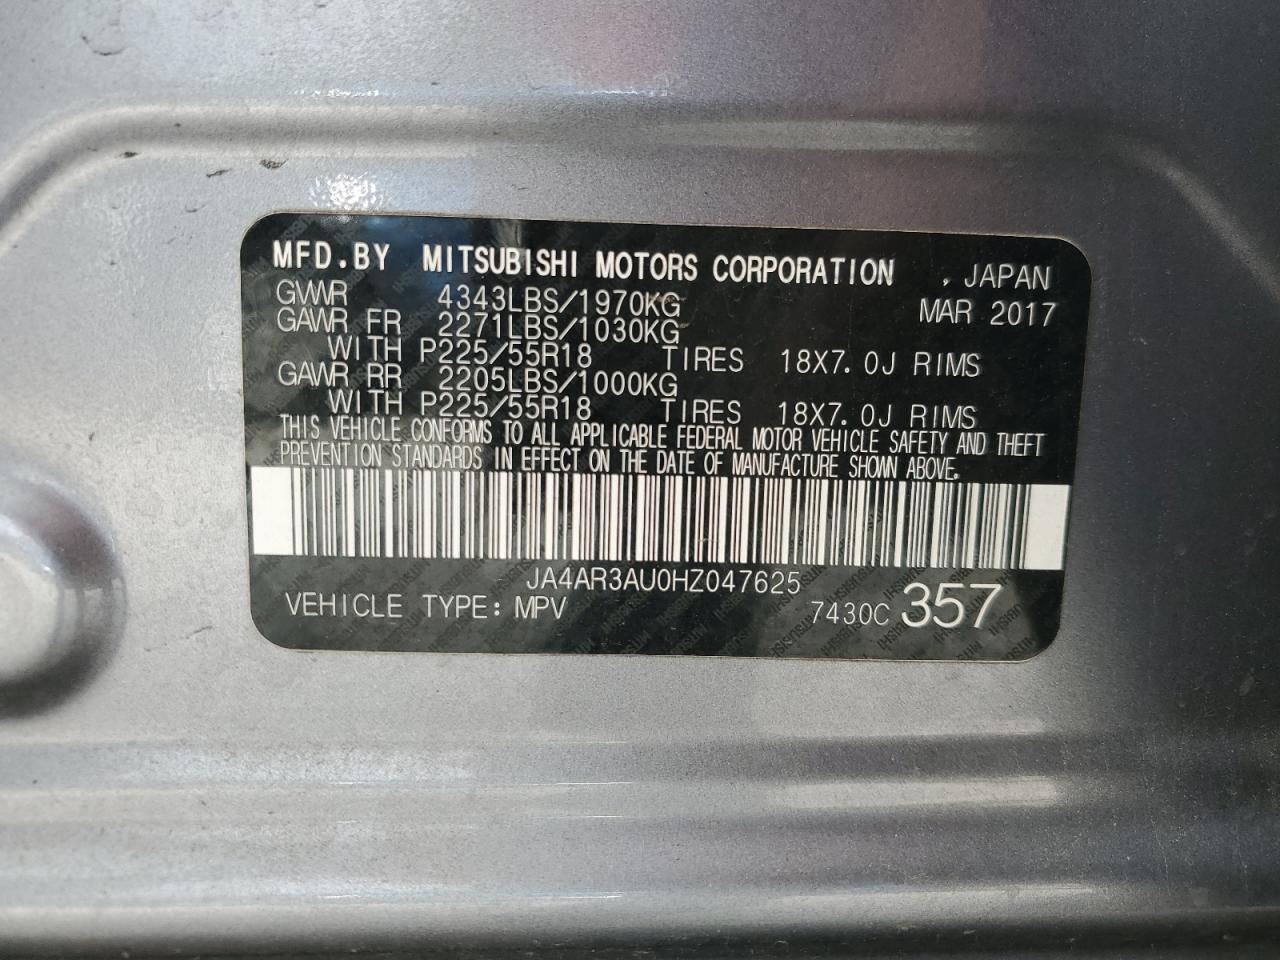 MFD.BY MITSUBISHI MOTORS CORPORATION , JAPAN
GVWR 4343LBS/1970KG MAR 2017
GAWR FR 2271LBS/1030KG
WITH P225/55R18 TIRES 18X7.0J RIMS
GAWR RR 2205LBS/1000KG
WITH P225/55R18 TIRES 18X7.0J RIMS
THIS VEHICLE CONFORMS TO ALL APPLICABLE FEDERAL MOTOR VEHICLE SAFETY AND THEFT
PREVENTION STANDARDS IN EFFECT ON THE DATE OF MANUFACTURE SHOWN ABOVE.
JA4AR3AU0HZ047625
VEHICLE TYPE: MPV 7430C 357